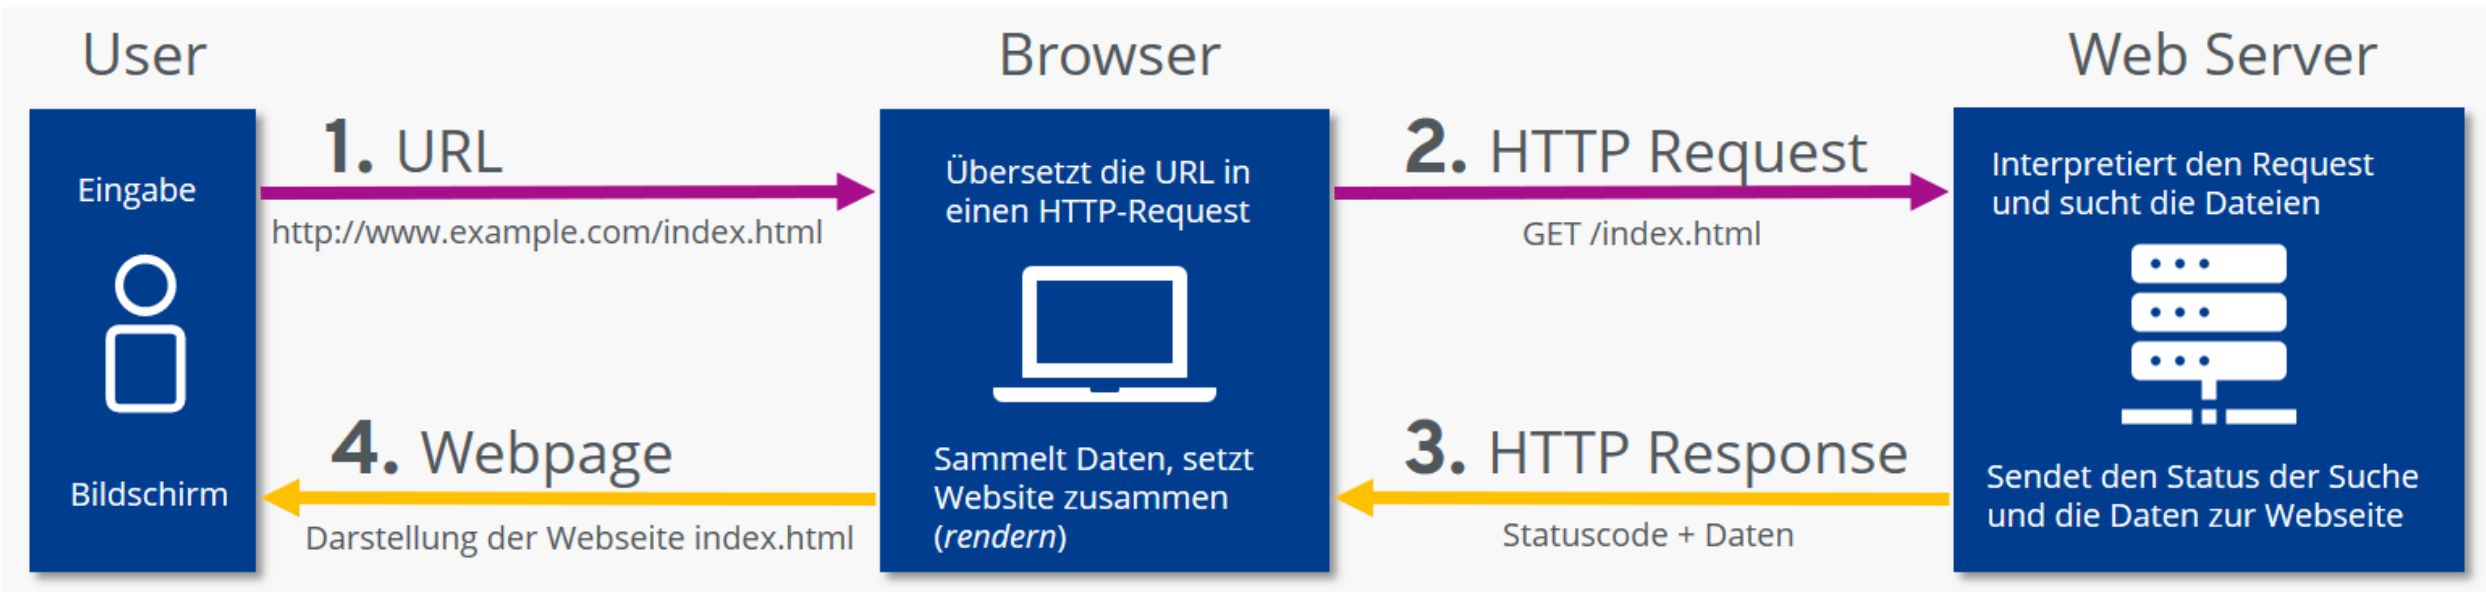 User
Browser
Web Server
Eingabe
1. URL
http://www.example.com/index.html
Übersetzt die URL in
einen HTTP-Request
2. HTTP Request
GET /index.html
Interpretiert den Request
und sucht die Dateien
Sendet den Status der Suche
und die Daten zur Webseite
3. HTTP Response
Statuscode + Daten
Sammelt Daten, setzt
Website zusammen
(rendern)
4. Webpage
Darstellung der Webseite index.html
Bildschirm